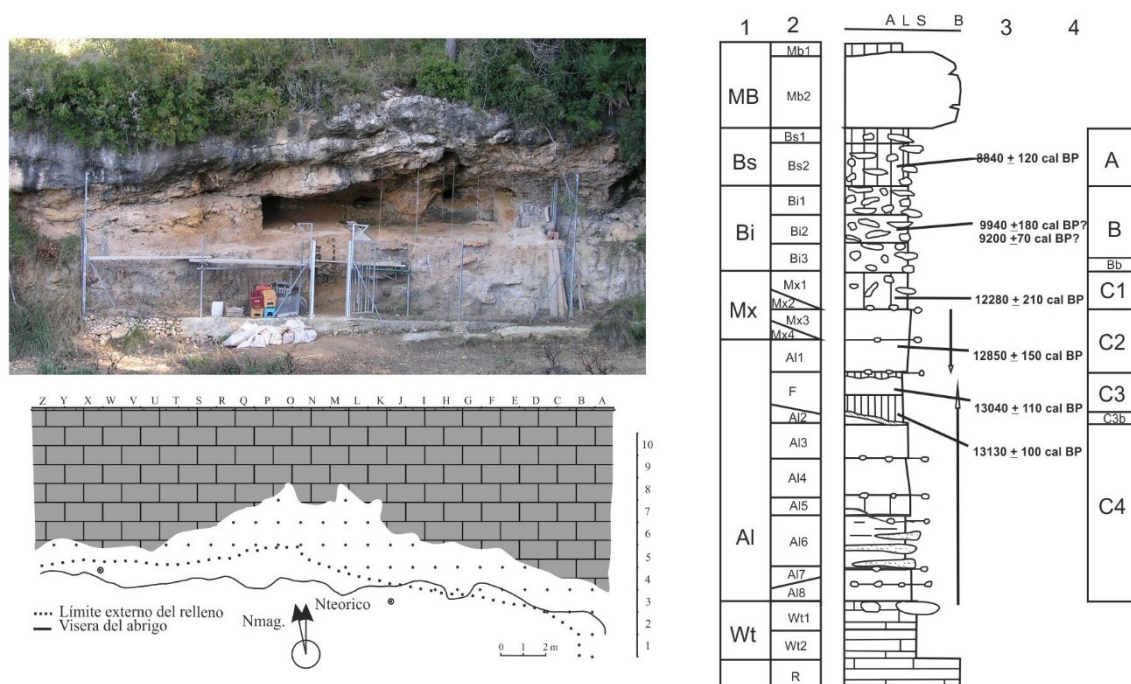 Z Y X W V U T S R Q P O N M L K J I H G F E D C B A
10
9
8
7
6
5
4
3
2
1
Límite externo del relleno
Visera del abrigo
Nteorico
Nmag.
0 1 2 m
A L S B
1 2 3 4
MB
Bs
Bi
Mx
Al
Wt
Mb1
Mb2
Bs1
Bs2
Bi1
Bi2
Bi3
Mx1
Mx2
Mx3
Mx4
Al1
F
Al2
Al3
Al4
Al5
Al6
Al7
Al8
Wt1
Wt2
R
8840 ± 120 cal BP
9940 ±180 cal BP?
9200 ±70 cal BP?
12280 ± 210 cal BP
12850 ± 150 cal BP
13040 ± 110 cal BP
13130 ± 100 cal BP
A
B
Bb
C1
C2
C3
C3b
C4